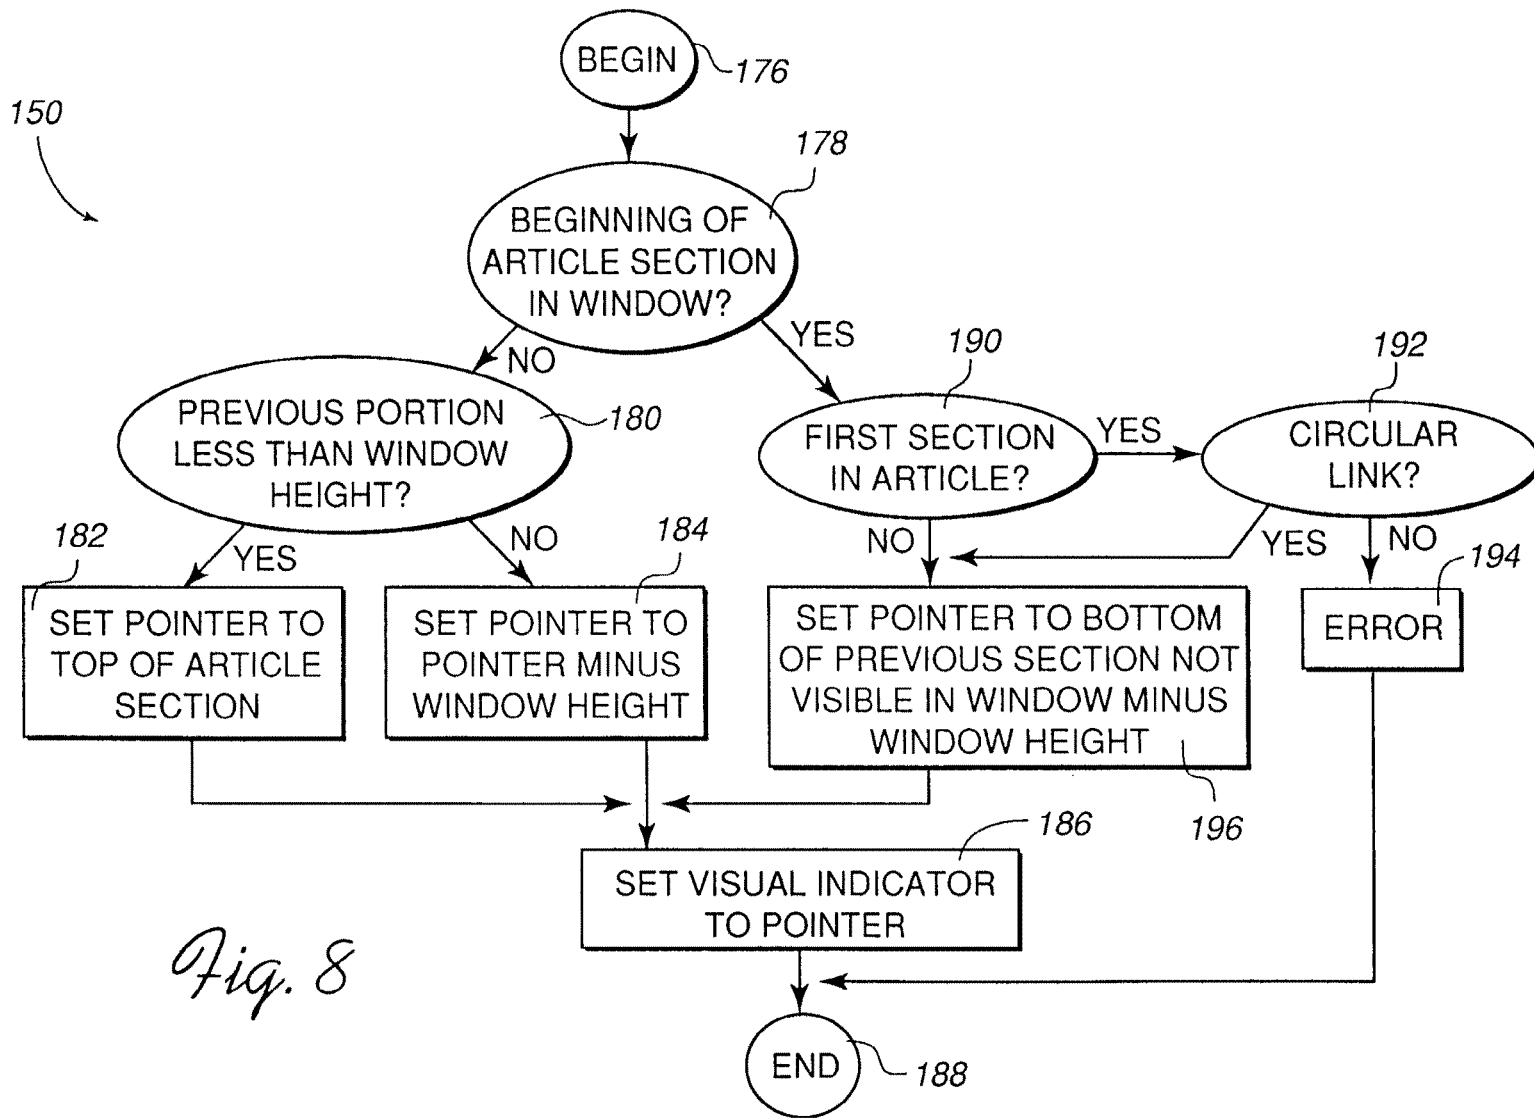 BEGIN
176
150
178
BEGINNING OF
ARTICLE SECTION
IN WINDOW?
NO
YES
190
192
PREVIOUS PORTION
LESS THAN WINDOW
HEIGHT?
180
FIRST SECTION
IN ARTICLE?
YES
CIRCULAR
LINK?
182
YES
NO
184
NO
YES
NO
194
SET POINTER TO
TOP OF ARTICLE
SECTION
SET POINTER TO
POINTER MINUS
WINDOW HEIGHT
SET POINTER TO BOTTOM
OF PREVIOUS SECTION NOT
VISIBLE IN WINDOW MINUS
WINDOW HEIGHT
ERROR
196
186
SET VISUAL INDICATOR
TO POINTER
Fig. 8
END
188